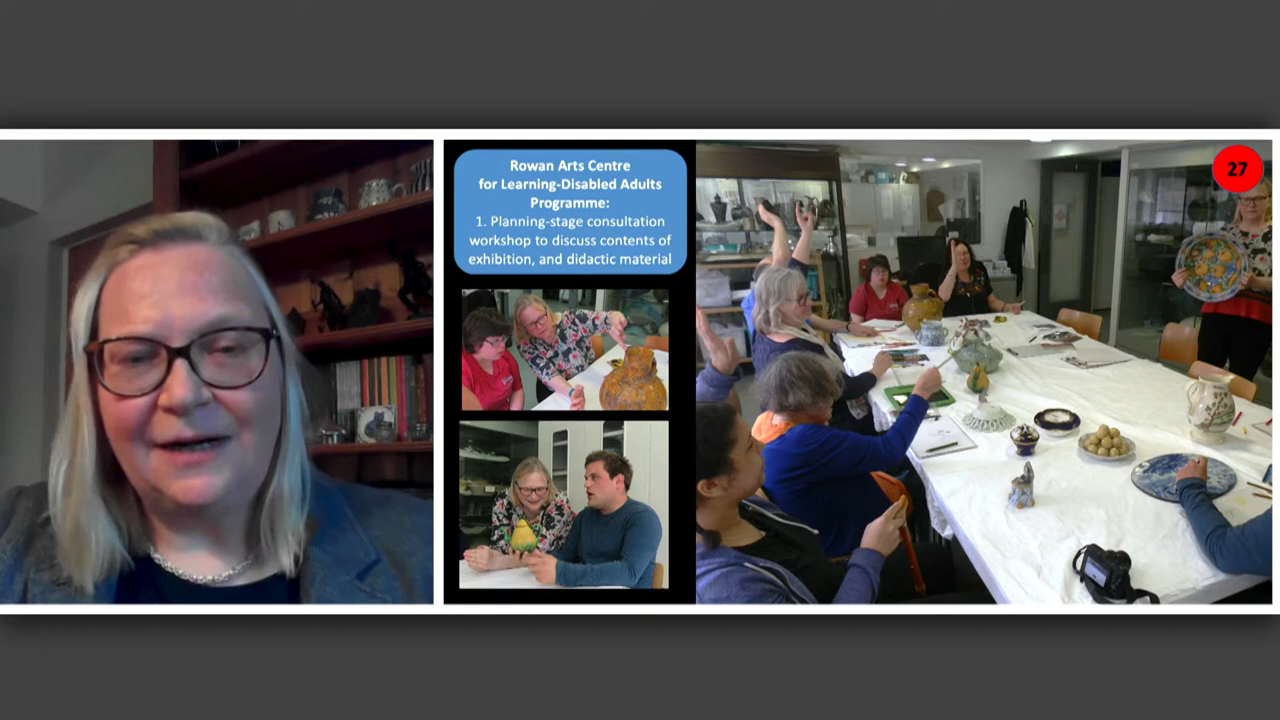 Rowan Arts Centre
for Learning-Disabled Adults
Programme:
1. Planning-stage consultation
workshop to discuss contents of
exhibition, and didactic material
27